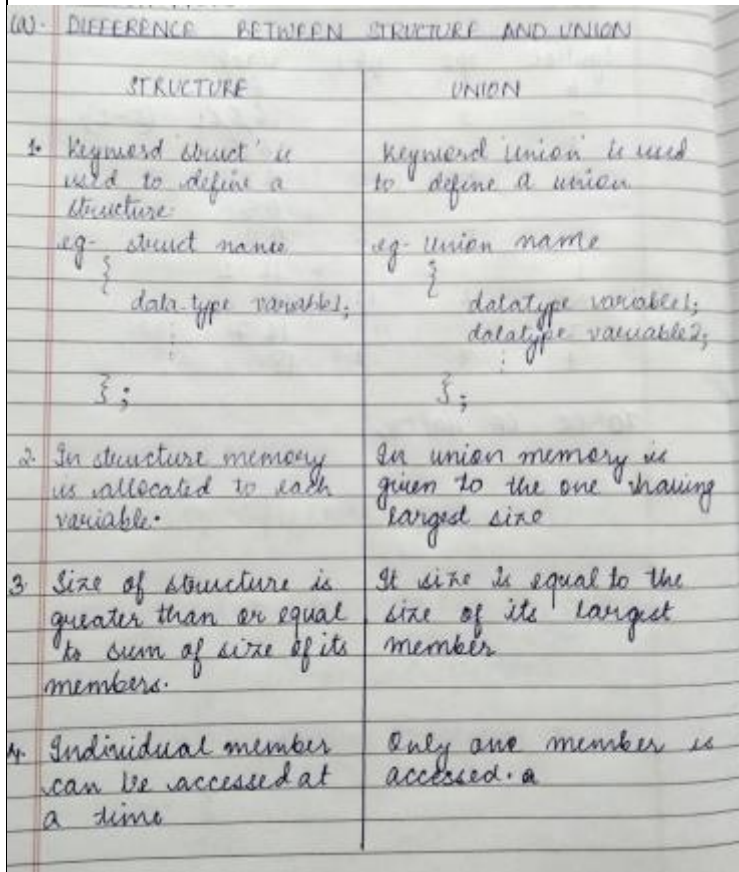 (a). DIFFERENCE BETWEEN STRUCTURE AND UNION
STRUCTURE
1. Keyword 'struct' is
used to define a
structure.
eg- struct name
{
data-type variable1;
⋮
};
2. In structure memory
is allocated to each
variable.
3. Size of structure is
greater than or equal
to sum of size of its
members.
4. Individual member
can be accessed at
a time
UNION
Keyword 'union' is used
to define a union
eg- union name
{
datatype variable1;
datatype variable2;
⋮
};
In union memory is
given to the one having
largest size
It size is equal to the
size of its largest
member
Only one member is
accessed. a